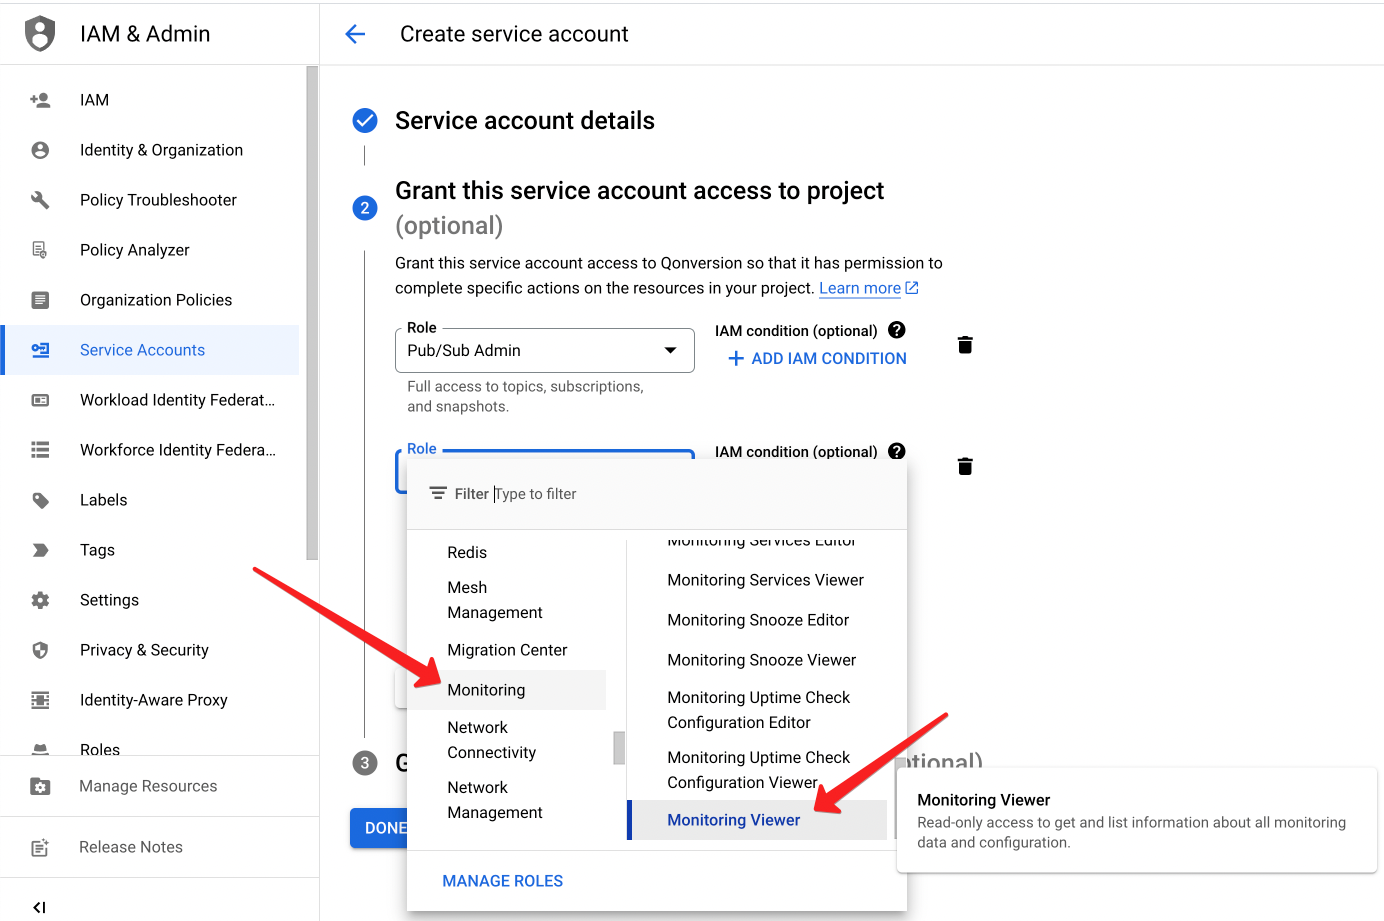 IAM & Admin
Create service account
IAM
Identity & Organization
Policy Troubleshooter
Policy Analyzer
Organization Policies
Service Accounts
Workload Identity Federat...
Workforce Identity Federa...
Labels
Tags
Settings
Privacy & Security
Identity-Aware Proxy
Roles
Manage Resources
Release Notes
Service account details
2
Grant this service account access to project
(optional)
Grant this service account access to Qonversion so that it has permission to
complete specific actions on the resources in your project. Learn more
Role
Pub/Sub Admin
IAM condition (optional)
+ ADD IAM CONDITION
Full access to topics, subscriptions,
and snapshots.
Role
IAM condition (optional)
Filter Type to filter
Redis
Mesh
Management
Migration Center
Monitoring
Network
Connectivity
Network
Management
Monitoring Services Editor
Monitoring Services Viewer
Monitoring Snooze Editor
Monitoring Snooze Viewer
Monitoring Uptime Check
Configuration Editor
Monitoring Uptime Check
Configuration Viewer
Monitoring Viewer
MANAGE ROLES
3
G
ptional)
DONE
Monitoring Viewer
Read-only access to get and list information about all monitoring
data and configuration.